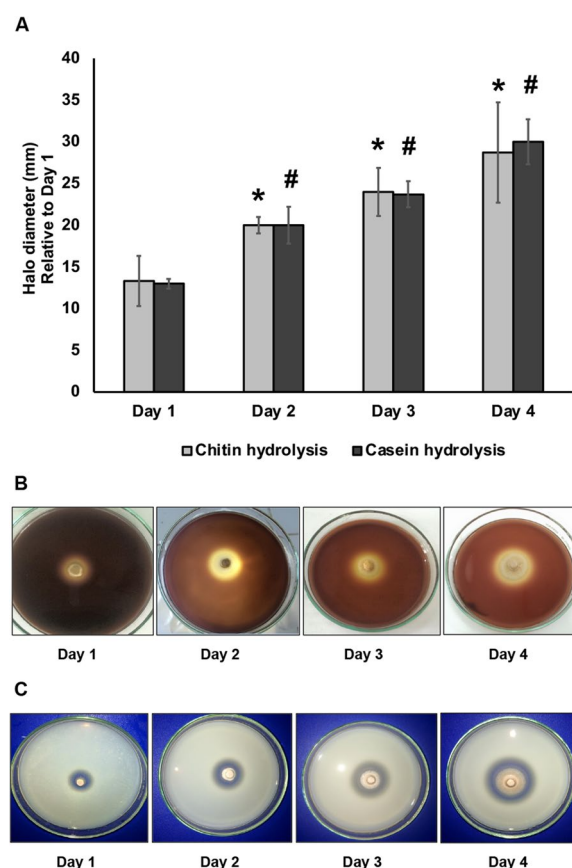 A
Halo diameter (mm)
Relative to Day 1
40
35
30
25
20
15
10
5
0
* # * # * #
Day 1 Day 2 Day 3 Day 4
Chitin hydrolysis Casein hydrolysis
B
Day 1 Day 2 Day 3 Day 4
C
Day 1 Day 2 Day 3 Day 4